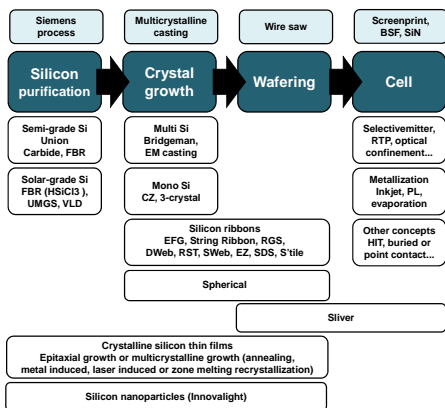 Siemens
process
Multicrystalline
casting
Wire saw
Screenprint,
BSF, SiN
Silicon
purification
Crystal
growth
Wafering
Cell
Semi-grade Si
Union
Carbide, FBR
Solar-grade Si
FBR (HSiCl3 ),
UMGS, VLD
Multi Si
Bridgeman,
EM casting
Mono Si
CZ, 3-crystal
Selectivemitter,
RTP, optical
confinement...
Metallization
Inkjet, PL,
evaporation
Other concepts
HIT, buried or
point contact...
Silicon ribbons
EFG, String Ribbon, RGS,
DWeb, RST, SWeb, EZ, SDS, S'tile
Spherical
Sliver
Crystalline silicon thin films
Epitaxial growth or multicrystalline growth (annealing,
metal induced, laser induced or zone melting recrystallization)
Silicon nanoparticles (Innovalight)